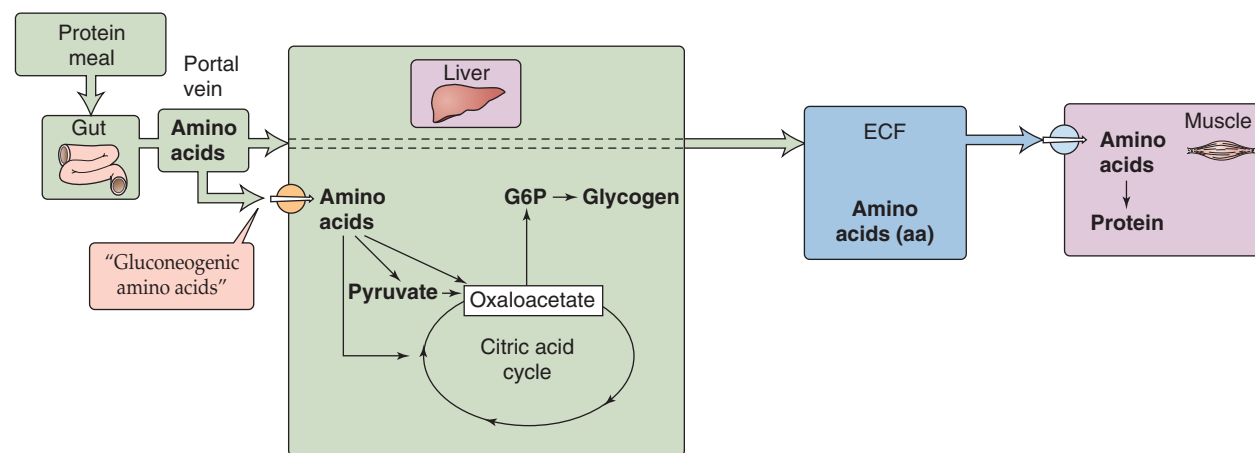 Protein
meal
Portal
vein
Gut
Amino
acids
"Gluconeogenic
amino acids"
Liver
Amino
acids
G6P
Glycogen
Pyruvate
Oxaloacetate
Citric acid
cycle
ECF
Amino
acids (aa)
Muscle
Amino
acids
Protein